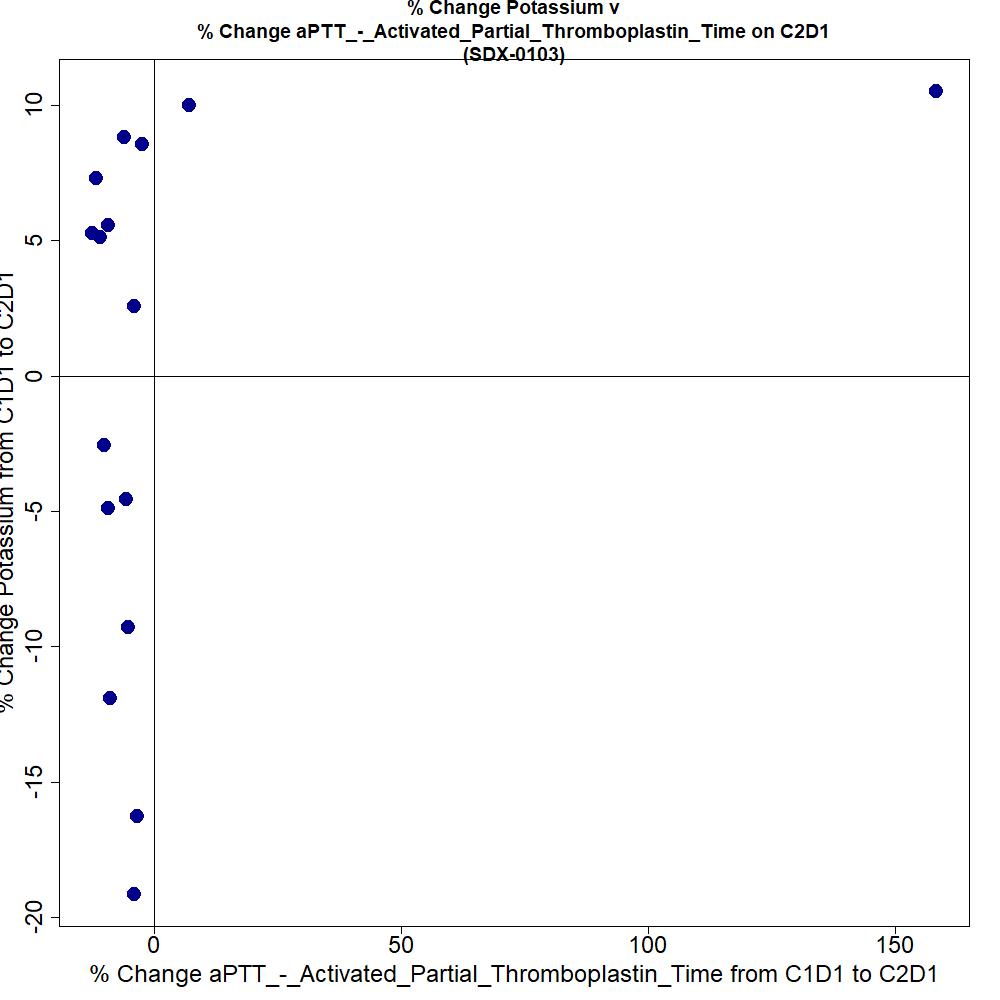 % Change Potassium v
% Change aPTT_-_Activated_Partial_Thromboplastin_Time on C2D1
(SDX-0103)
% Change Potassium from C1D1 to C2D1
10
5
0
-5
-10
-15
-20
0 50 100 150
% Change aPTT_-_Activated_Partial_Thromboplastin_Time from C1D1 to C2D1